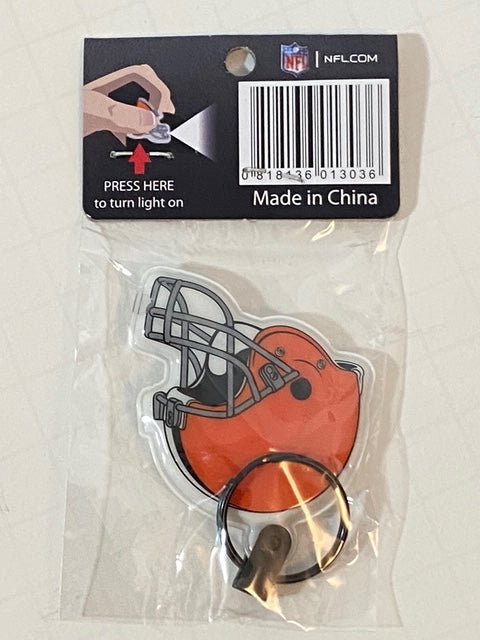 NFL | NFL.COM
0 818136 013036
PRESS HERE
to turn light on
Made in China